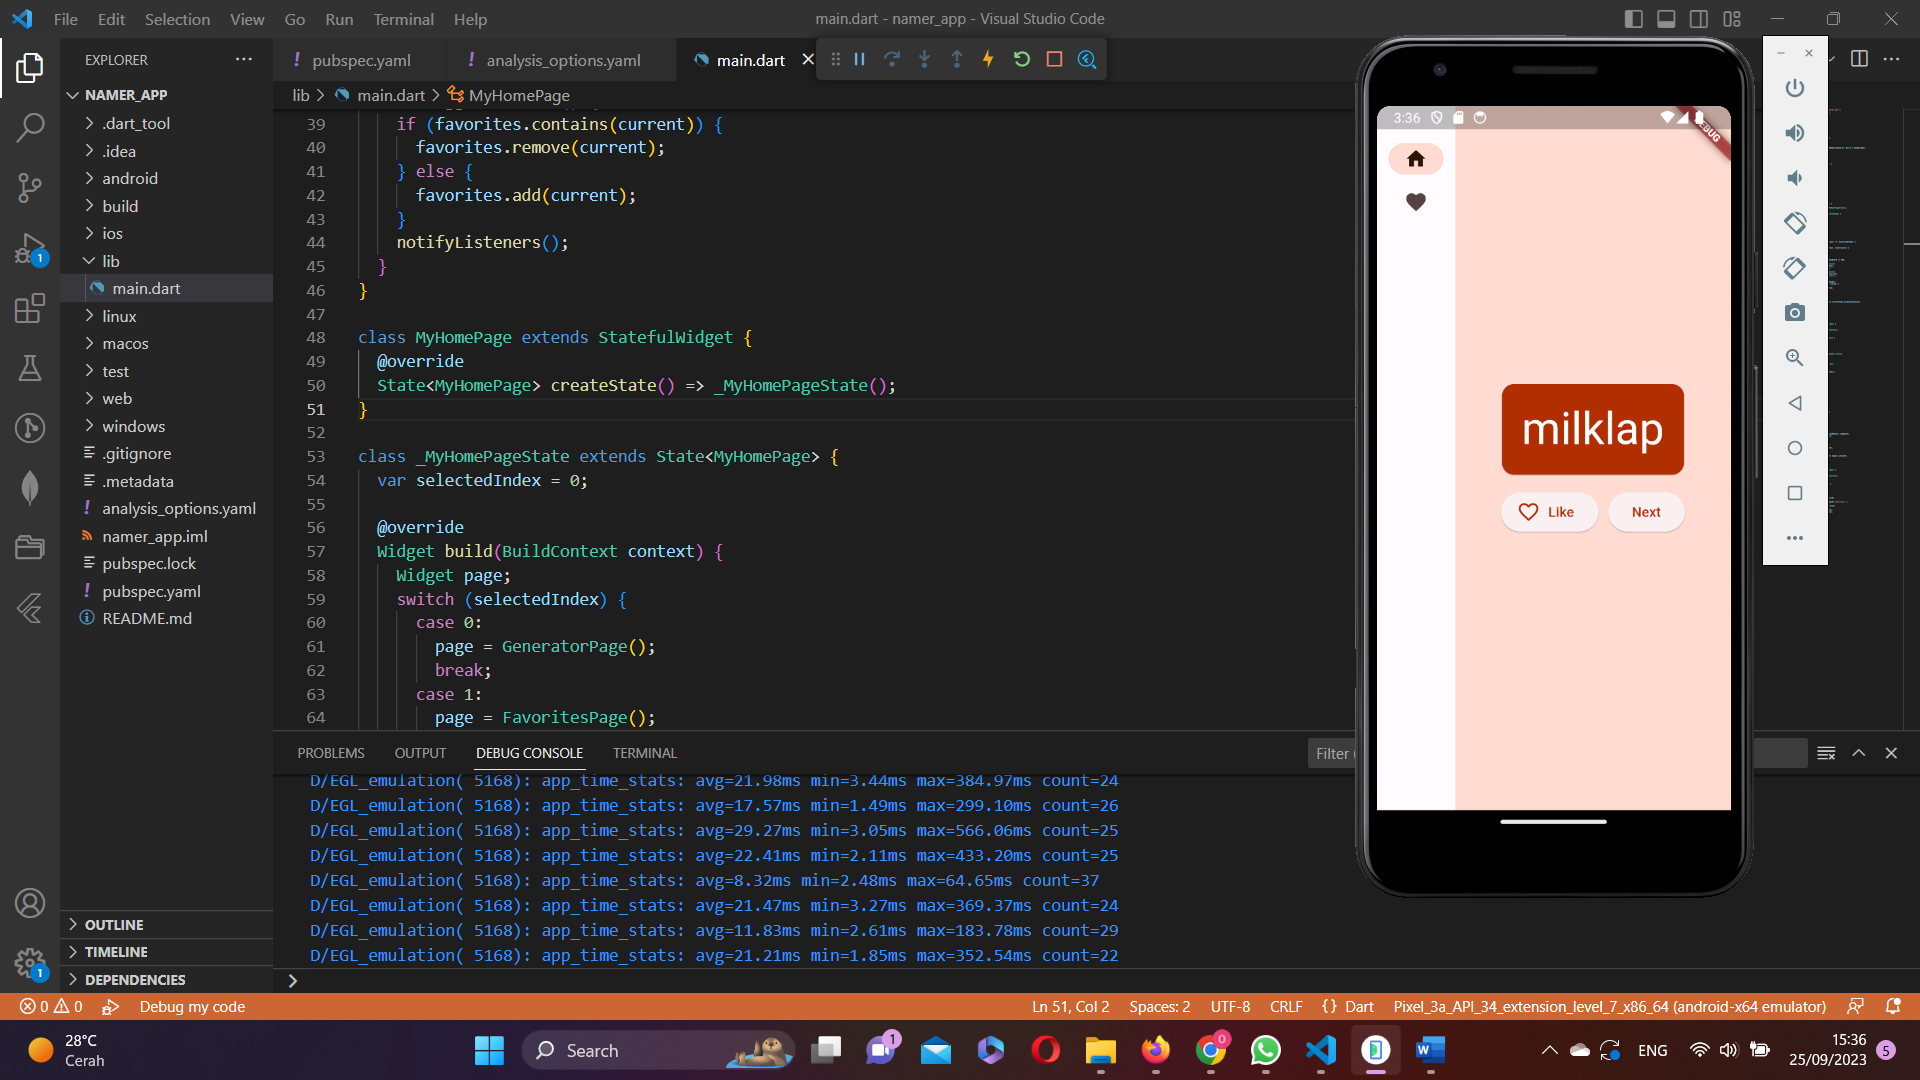 File Edit Selection View Go Run Terminal Help
main.dart - namer_app - Visual Studio Code
EXPLORER
NAMER_APP
.dart_tool
.idea
android
build
ios
lib
main.dart
linux
macos
test
web
windows
.gitignore
.metadata
analysis_options.yaml
namer_app.iml
pubspec.lock
pubspec.yaml
README.md
OUTLINE
TIMELINE
DEPENDENCIES
1
1
pubspec.yaml
analysis_options.yaml
main.dart
lib > main.dart > MyHomePage
39 if (favorites.contains(current)) {
40 favorites.remove(current);
41 } else {
42 favorites.add(current);
43 }
44 notifyListeners();
45 }
46 }
47
48 class MyHomePage extends StatefulWidget {
49 @override
50 State<MyHomePage> createState() => _MyHomePageState();
51 }
52
53 class _MyHomePageState extends State<MyHomePage> {
54 var selectedIndex = 0;
55
56 @override
57 Widget build(BuildContext context) {
58 Widget page;
59 switch (selectedIndex) {
60 case 0:
61 page = GeneratorPage();
62 break;
63 case 1:
64 page = FavoritesPage();
PROBLEMS OUTPUT DEBUG CONSOLE TERMINAL
Filter
D/EGL_emulation( 5168): app_time_stats: avg=21.98ms min=3.44ms max=384.97ms count=24
D/EGL_emulation( 5168): app_time_stats: avg=17.57ms min=1.49ms max=299.10ms count=26
D/EGL_emulation( 5168): app_time_stats: avg=29.27ms min=3.05ms max=566.06ms count=25
D/EGL_emulation( 5168): app_time_stats: avg=22.41ms min=2.11ms max=433.20ms count=25
D/EGL_emulation( 5168): app_time_stats: avg=8.32ms min=2.48ms max=64.65ms count=37
D/EGL_emulation( 5168): app_time_stats: avg=21.47ms min=3.27ms max=369.37ms count=24
D/EGL_emulation( 5168): app_time_stats: avg=11.83ms min=2.61ms max=183.78ms count=29
D/EGL_emulation( 5168): app_time_stats: avg=21.21ms min=1.85ms max=352.54ms count=22
3:36
milklap
Like
Next
0 0 Debug my code
Ln 51, Col 2 Spaces: 2 UTF-8 CRLF {} Dart Pixel_3a_API_34_extension_level_7_x86_64 (android-x64 emulator)
28°C
Cerah
Search
1
0
ENG
15:36
25/09/2023
5